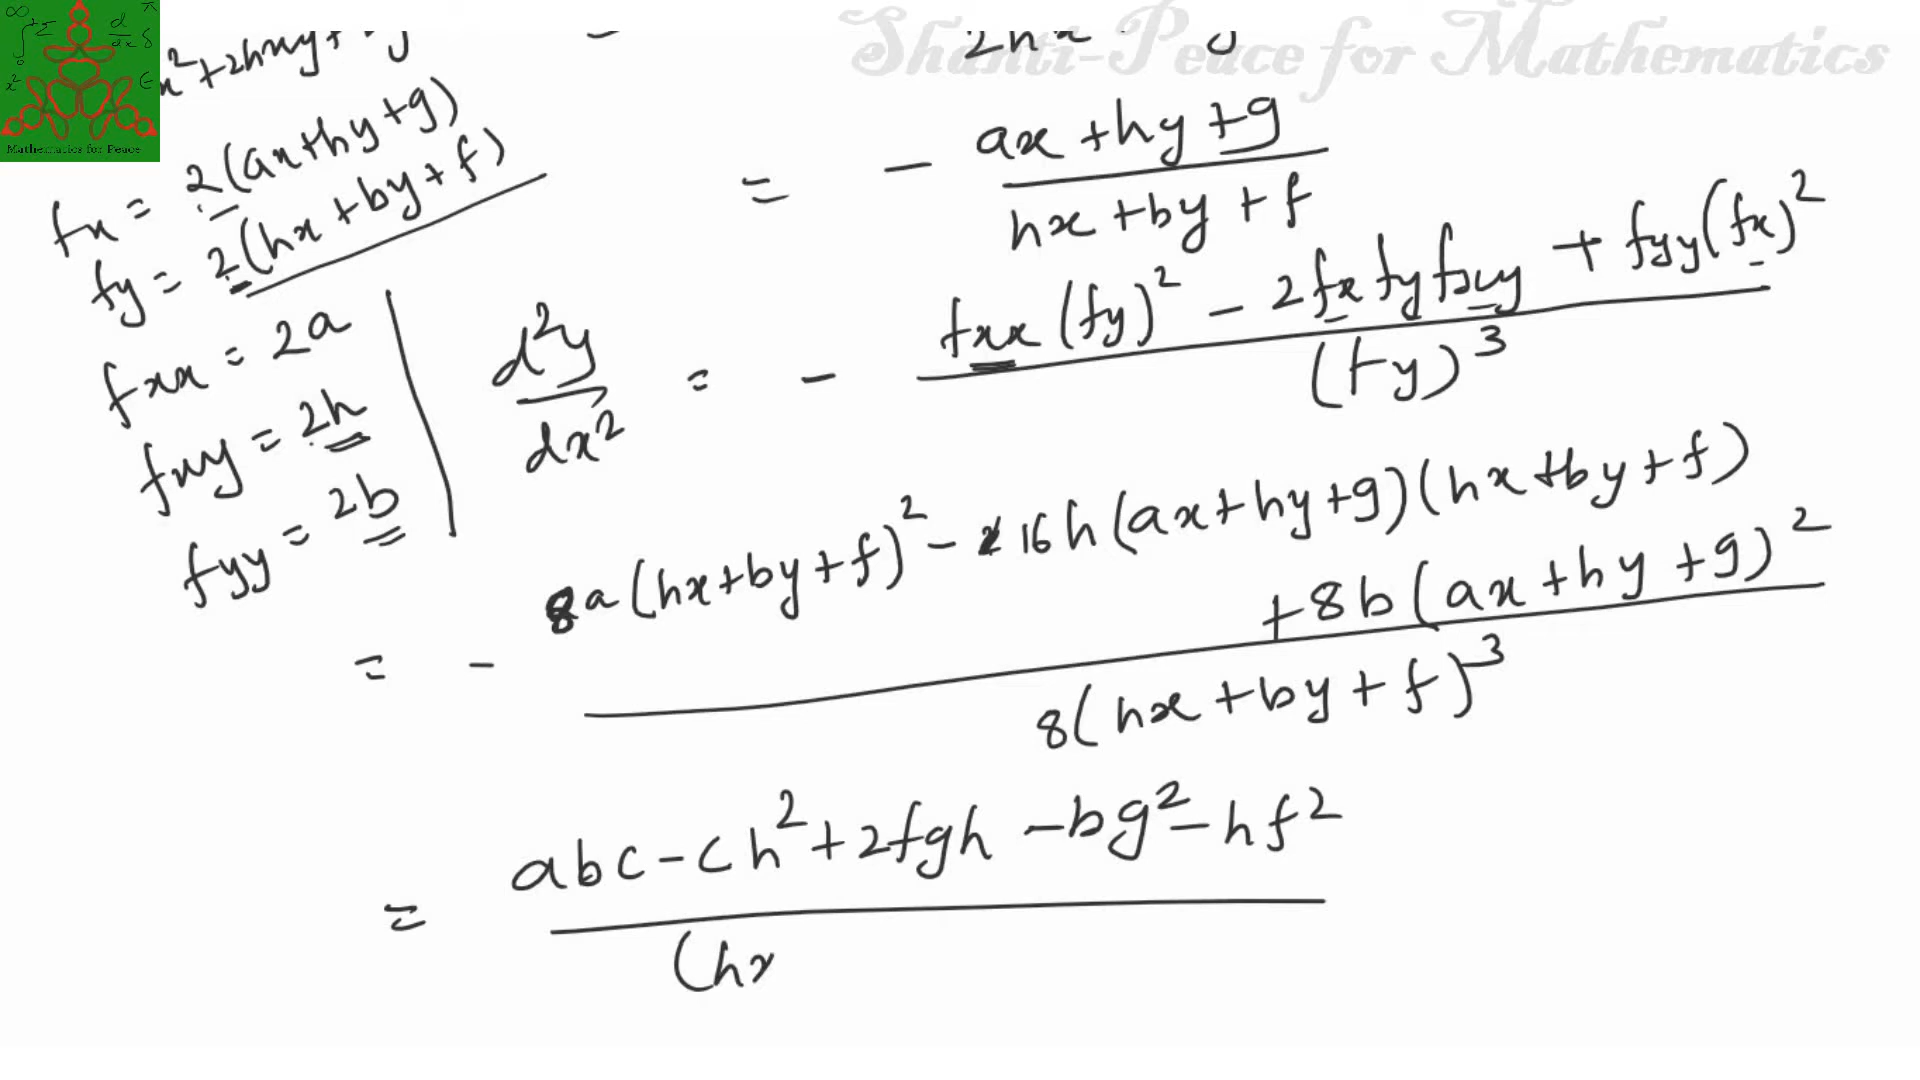 Shanti-Peace for Mathematics
Mathematics for Peace
x² + 2hxy +
fx = 2(ax + hy + g)
fy = 2(hx + by + f)
fxx = 2a
fxy = 2h
fyy = 2b
= - (ax + hy + g)/(hx + by + f)
d²y/dx² = - (fxx (fy)² - 2fx fy fxy + fyy (fx)²)/(fy)³
= - (8a(hx + by + f)² - 16h(ax + hy + g)(hx + by + f)
+ 8b(ax + hy + g)²)/8(hx + by + f)³
= abc - ch² + 2fgh - bg² - hf²
(hx